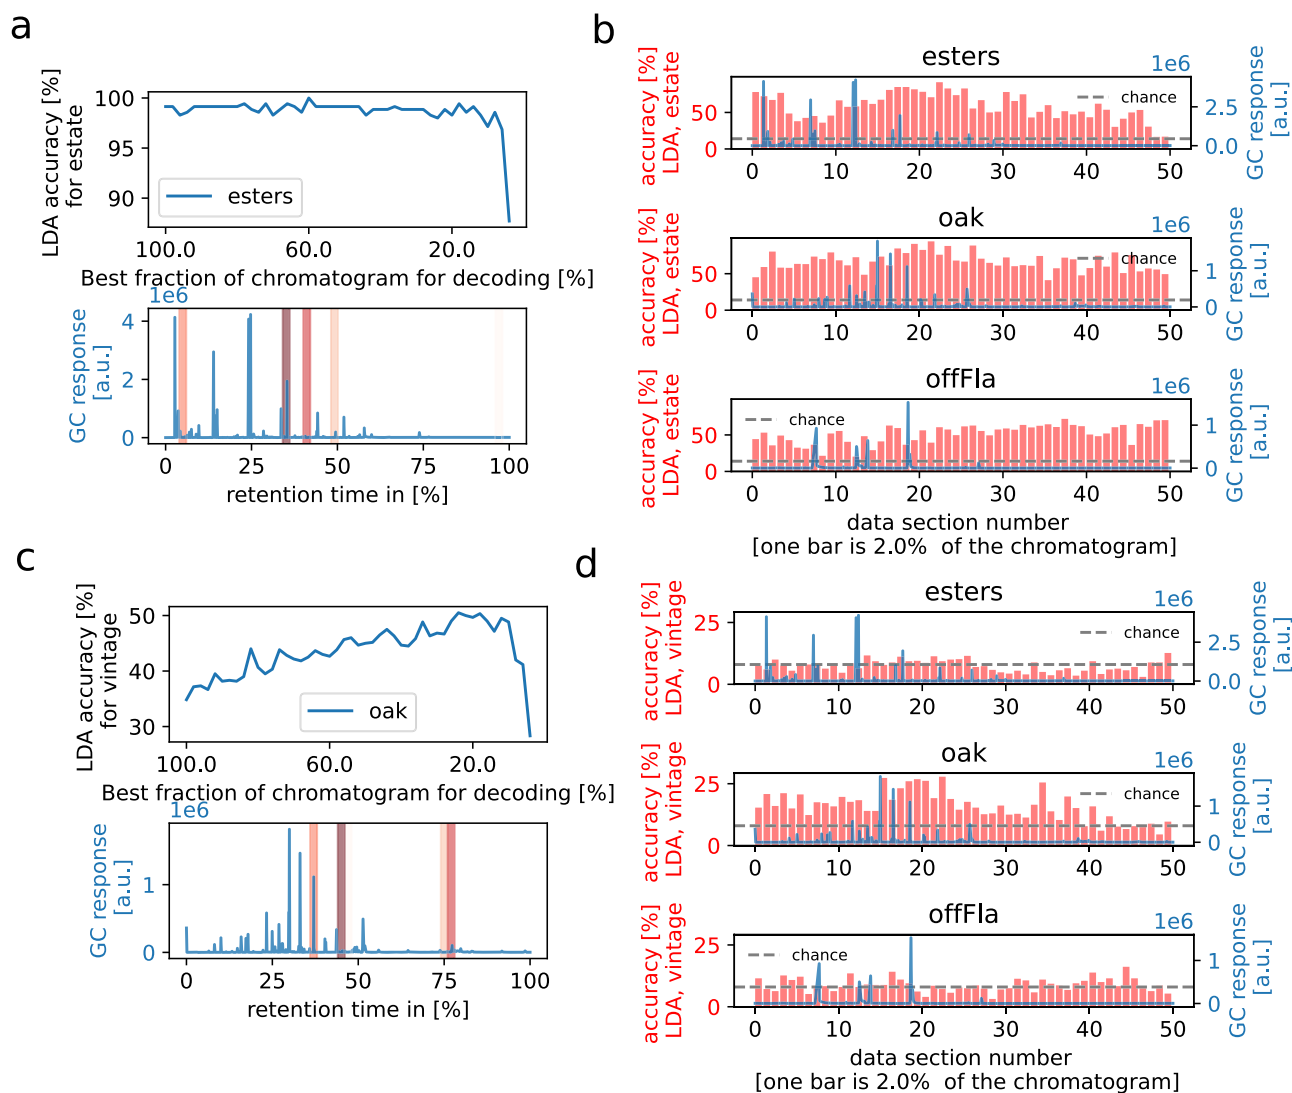 a
LDA accuracy [%]
for estate
100
95
90
esters
100.0
60.0
20.0
Best fraction of chromatogram for decoding [%]
1e6
GC response
[a.u.]
4
2
0
0
25
50
75
100
retention time in [%]
b
esters
1e6
accuracy [%]
LDA, estate
50
0
chance
2.5
0.0
GC response
[a.u.]
0
10
20
30
40
50
oak
1e6
accuracy [%]
LDA, estate
50
0
chance
1
0
GC response
[a.u.]
0
10
20
30
40
50
offFla
1e6
accuracy [%]
LDA, estate
50
0
chance
1
0
GC response
[a.u.]
0
10
20
30
40
50
data section number
[one bar is 2.0% of the chromatogram]
c
LDA accuracy [%]
for vintage
50
40
30
oak
100.0
60.0
20.0
Best fraction of chromatogram for decoding [%]
1e6
GC response
[a.u.]
1
0
0
25
50
75
100
retention time in [%]
d
esters
1e6
accuracy [%]
LDA, vintage
25
0
chance
2.5
0.0
GC response
[a.u.]
0
10
20
30
40
50
oak
1e6
accuracy [%]
LDA, vintage
25
0
chance
1
0
GC response
[a.u.]
0
10
20
30
40
50
offFla
1e6
accuracy [%]
LDA, vintage
25
0
chance
1
0
GC response
[a.u.]
0
10
20
30
40
50
data section number
[one bar is 2.0% of the chromatogram]